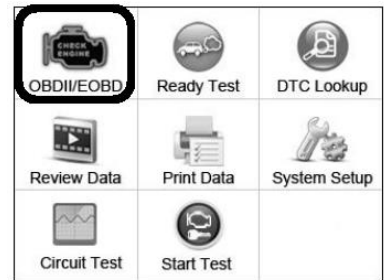 CHECK
ENGINE
OBDII/EOBD
Ready Test
DTC Lookup
Review Data
Print Data
System Setup
Circuit Test
Start Test